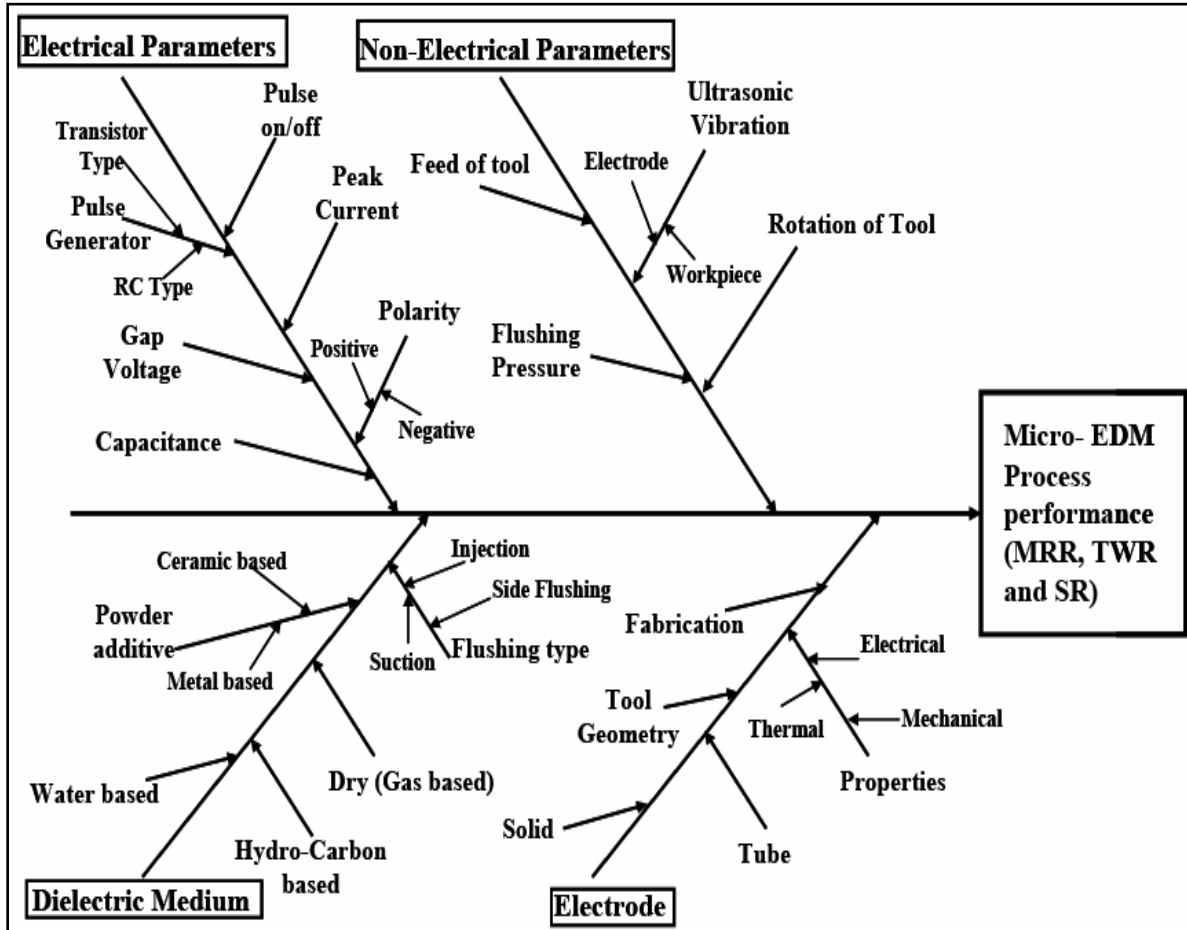 Electrical Parameters
Non-Electrical Parameters
Pulse
on/off
Transistor
Type
Pulse
Generator
RC Type
Peak
Current
Gap
Voltage
Polarity
Positive
Negative
Capacitance
Ultrasonic
Vibration
Electrode
Workpiece
Feed of tool
Rotation of Tool
Flushing
Pressure
Micro- EDM
Process
performance
(MRR, TWR
and SR)
Ceramic based
Powder
additive
Metal based
Injection
Side Flushing
Suction
Flushing type
Water based
Dry (Gas based)
Hydro-Carbon
based
Dielectric Medium
Fabrication
Electrical
Thermal
Mechanical
Properties
Tool
Geometry
Solid
Tube
Electrode